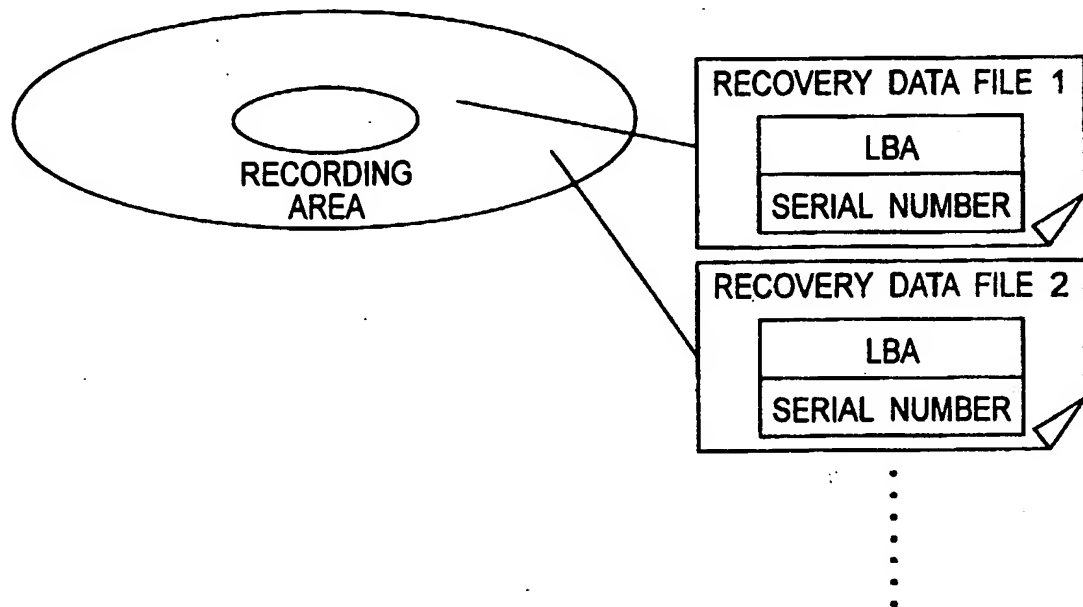 RECORDING
AREA
RECOVERY DATA FILE 1
LBA
SERIAL NUMBER
RECOVERY DATA FILE 2
LBA
SERIAL NUMBER